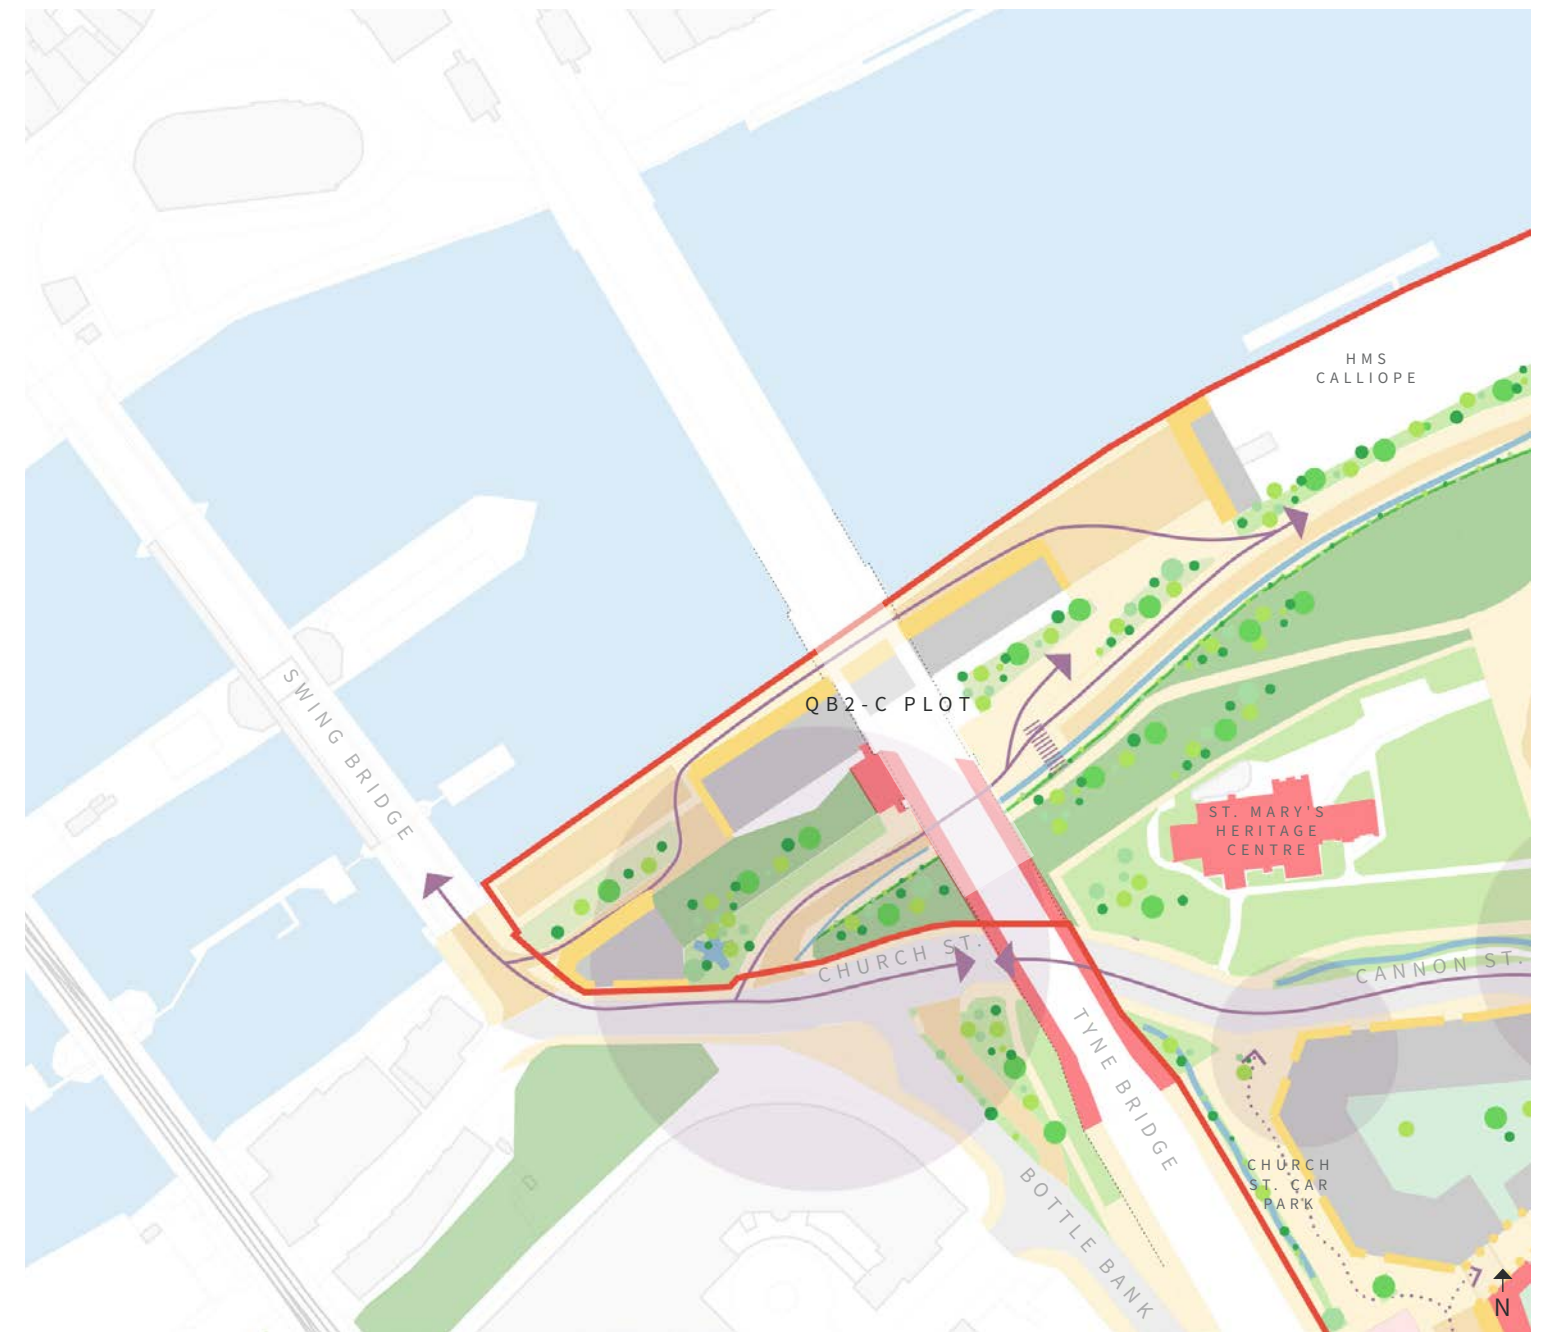 HMS
CALLIOPE
SWING BRIDGE
QB2-C PLOT
ST. MARY'S
HERITAGE
CENTRE
CHURCH ST.
CANNON ST.
TYNE BRIDGE
BOTTLE BANK
CHURCH
ST. CAR
PARK
N